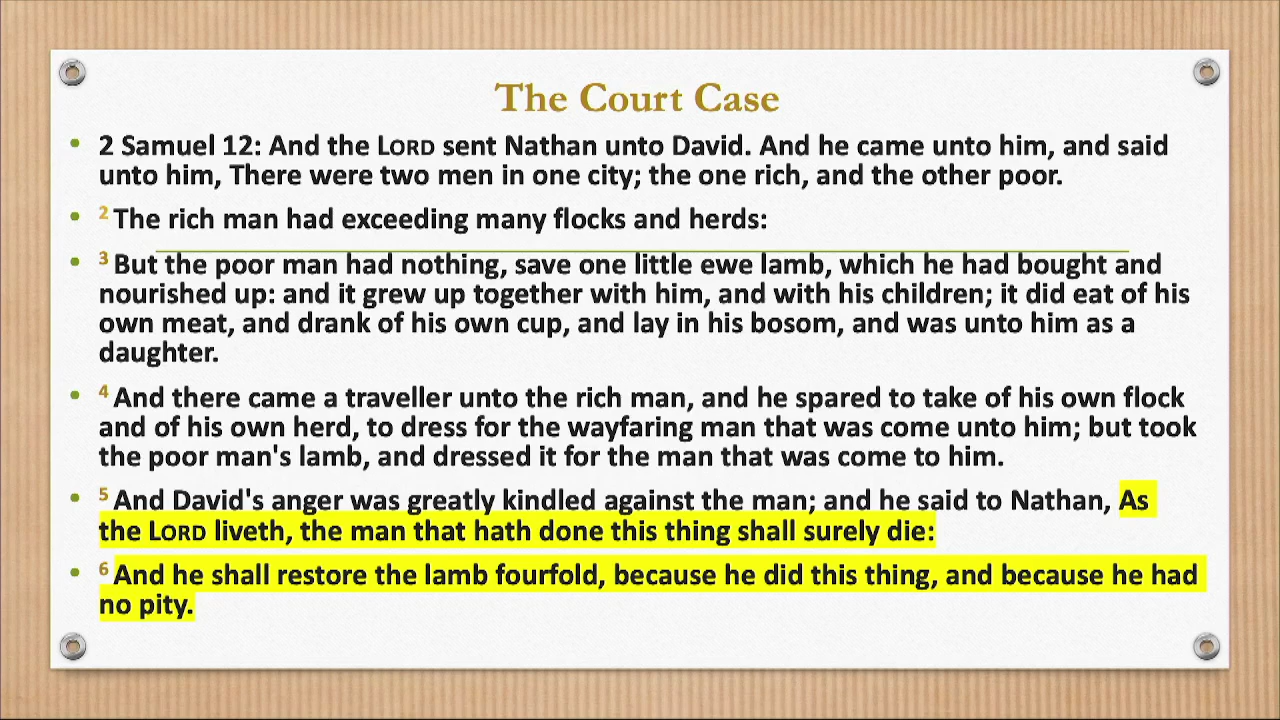 The Court Case
• 2 Samuel 12: And the LORD sent Nathan unto David. And he came unto him, and said
unto him, There were two men in one city; the one rich, and the other poor.
• 2 The rich man had exceeding many flocks and herds:
• 3 But the poor man had nothing, save one little ewe lamb, which he had bought and
nourished up: and it grew up together with him, and with his children; it did eat of his
own meat, and drank of his own cup, and lay in his bosom, and was unto him as a
daughter.
• 4 And there came a traveller unto the rich man, and he spared to take of his own flock
and of his own herd, to dress for the wayfaring man that was come unto him; but took
the poor man's lamb, and dressed it for the man that was come to him.
• 5 And David's anger was greatly kindled against the man; and he said to Nathan, As
the LORD liveth, the man that hath done this thing shall surely die:
• 6 And he shall restore the lamb fourfold, because he did this thing, and because he had
no pity.